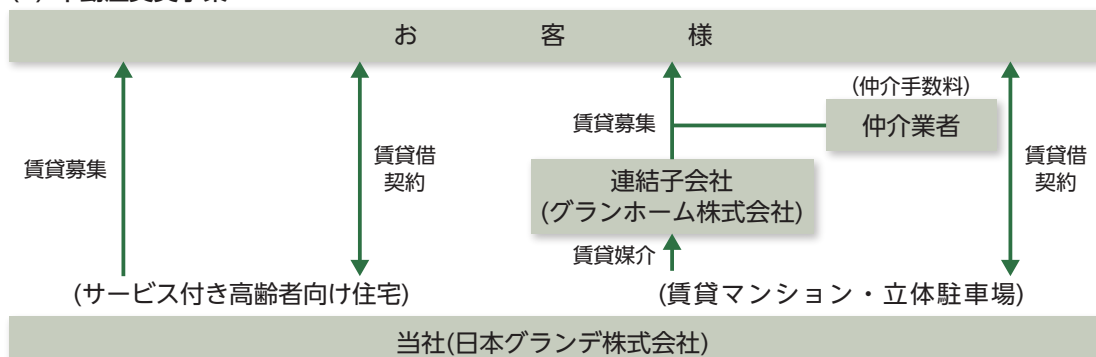 お客様
(仲介手数料)
仲介業者
賃貸募集
賃貸募集
賃貸借
契約
賃貸借
契約
連結子会社
(グランホーム株式会社)
賃貸媒介
(サービス付き高齢者向け住宅)
(賃貸マンション・立体駐車場)
当社(日本グランデ株式会社)